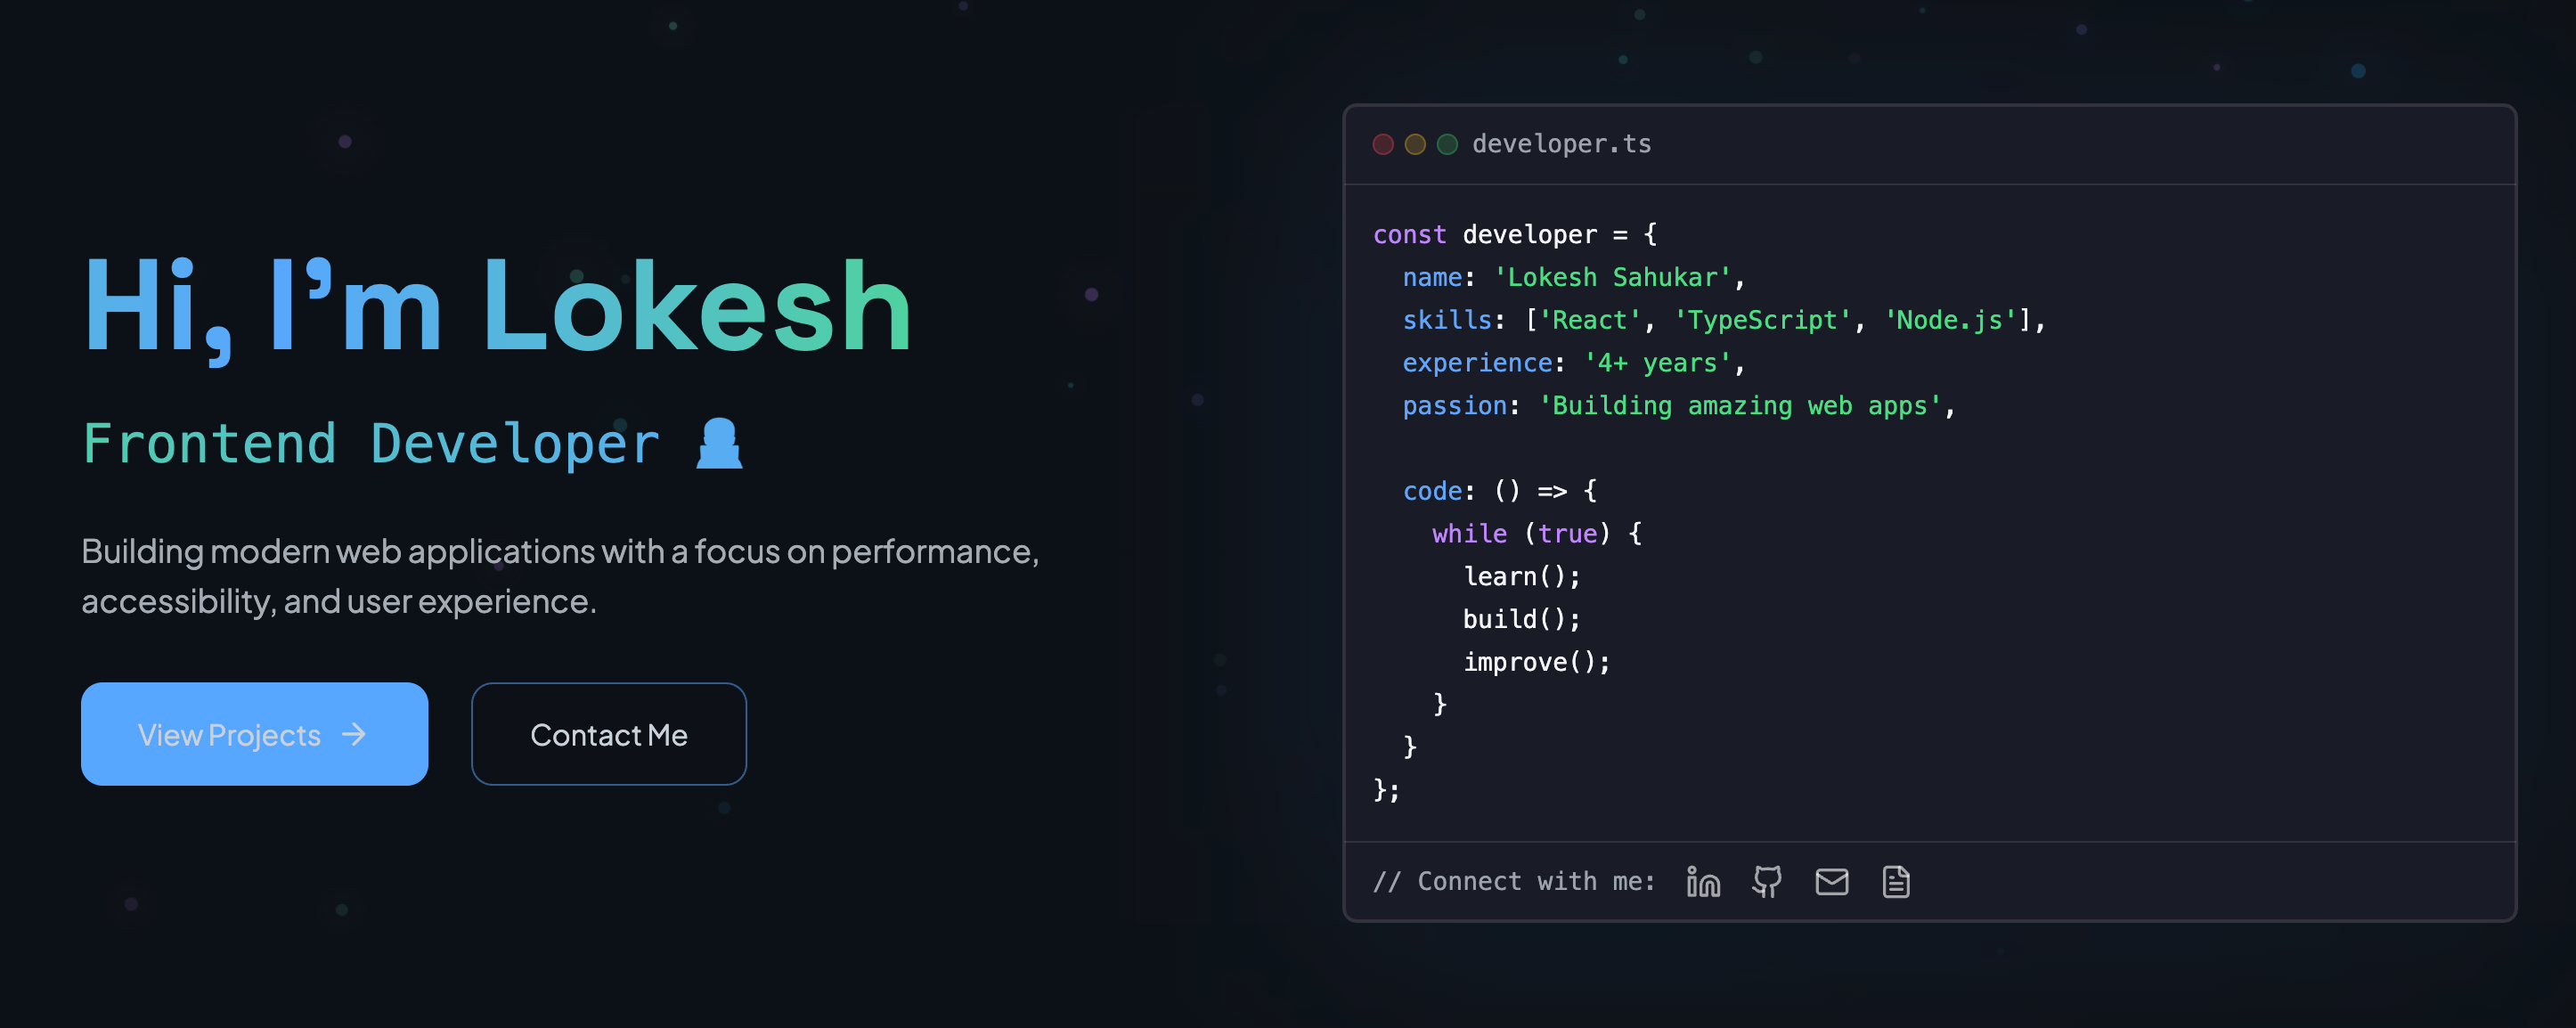 Hi, I’m Lokesh
Frontend Developer
Building modern web applications with a focus on performance,
accessibility, and user experience.
View Projects →
Contact Me
developer.ts
const developer = {
  name: 'Lokesh Sahukar',
  skills: ['React', 'TypeScript', 'Node.js'],
  experience: '4+ years',
  passion: 'Building amazing web apps',
  code: () => {
    while (true) {
      learn();
      build();
      improve();
    }
  }
};
// Connect with me: